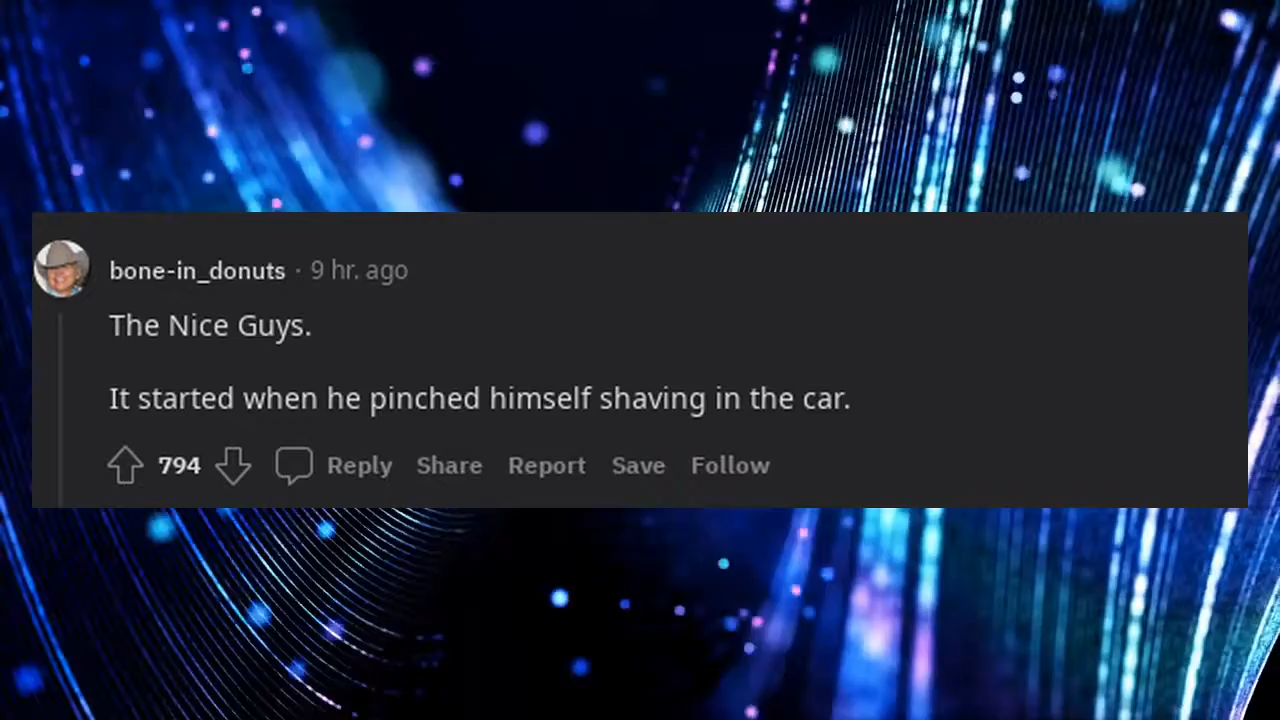 bone-in_donuts · 9 hr. ago
The Nice Guys.
It started when he pinched himself shaving in the car.
794 Reply Share Report Save Follow